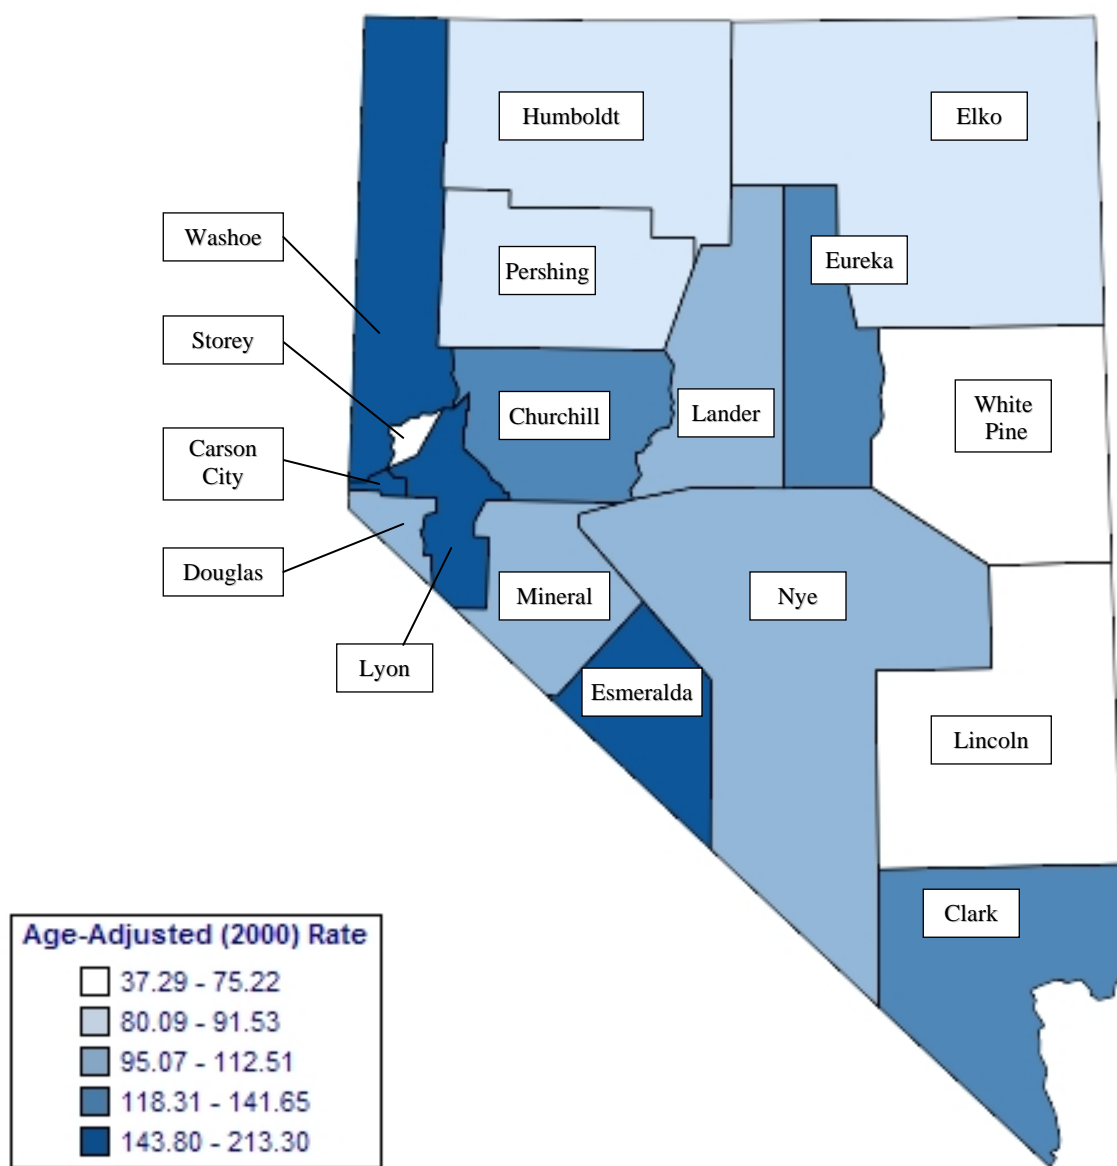 Humboldt
Elko
Washoe
Eureka
Pershing
Storey
Churchill
Lander
White
Pine
Carson
City
Douglas
Mineral
Nye
Lyon
Esmeralda
Lincoln
Clark
Age-Adjusted (2000) Rate
37.29 - 75.22
80.09 - 91.53
95.07 - 112.51
118.31 - 141.65
143.80 - 213.30